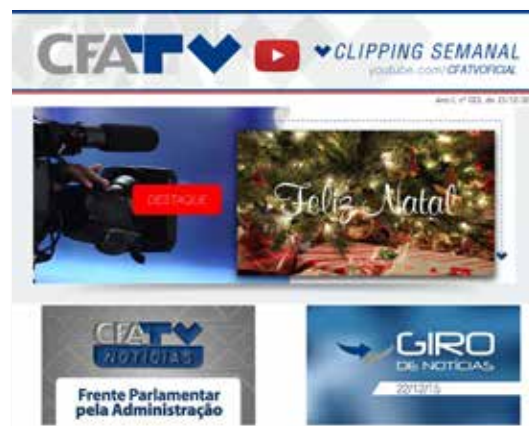 CFATV
CLIPPING SEMANAL
youtube.com/CFATVOFICIAL
DESTAQUE
Feliz Natal
CFATV
NOTÍCIAS
Frente Parlamentar
pela Administração
GIRO
DE NOTÍCIAS
22/12/15